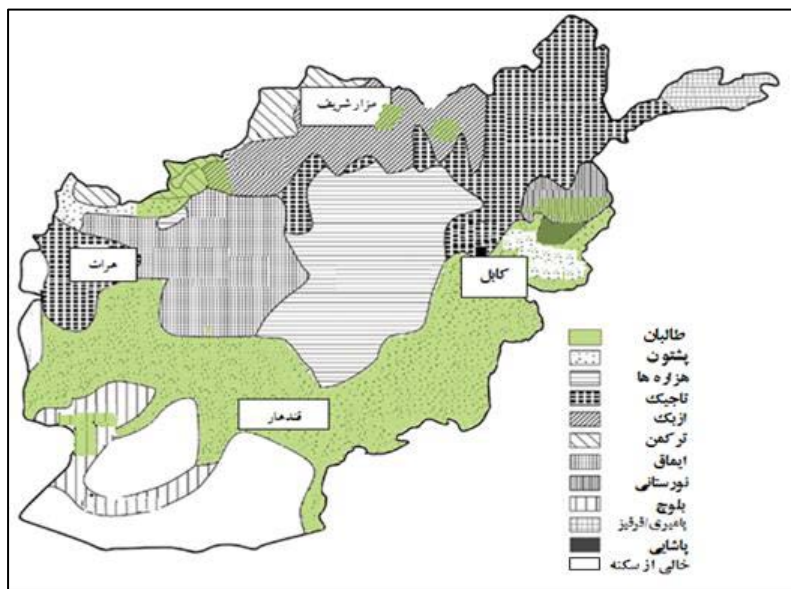 مزار شریف
هرات
کابل
قندهار
طالبان
پشتون
هزاره ها
تاجیک
ازبک
ترکمن
ایماق
نورستانی
بلوچ
پامیری/قرقیز
پاشایی
خالی از سکنه